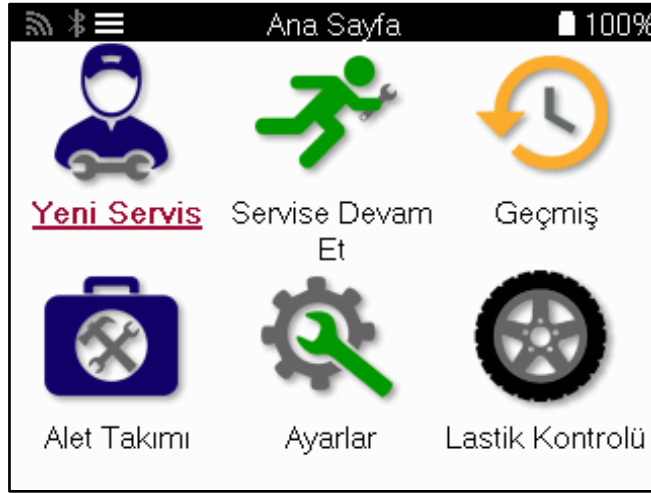 Ana Sayfa 100%
Yeni Servis Servise Devam Et Geçmiş
Alet Takımı Ayarlar Lastik Kontrolü